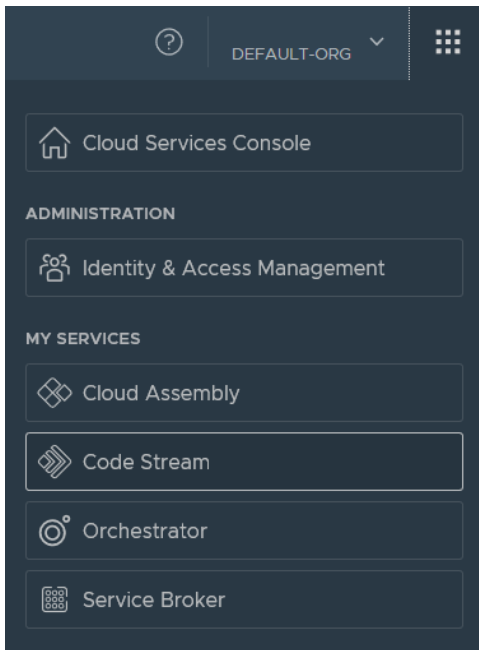 DEFAULT-ORG
Cloud Services Console
ADMINISTRATION
Identity & Access Management
MY SERVICES
Cloud Assembly
Code Stream
Orchestrator
Service Broker